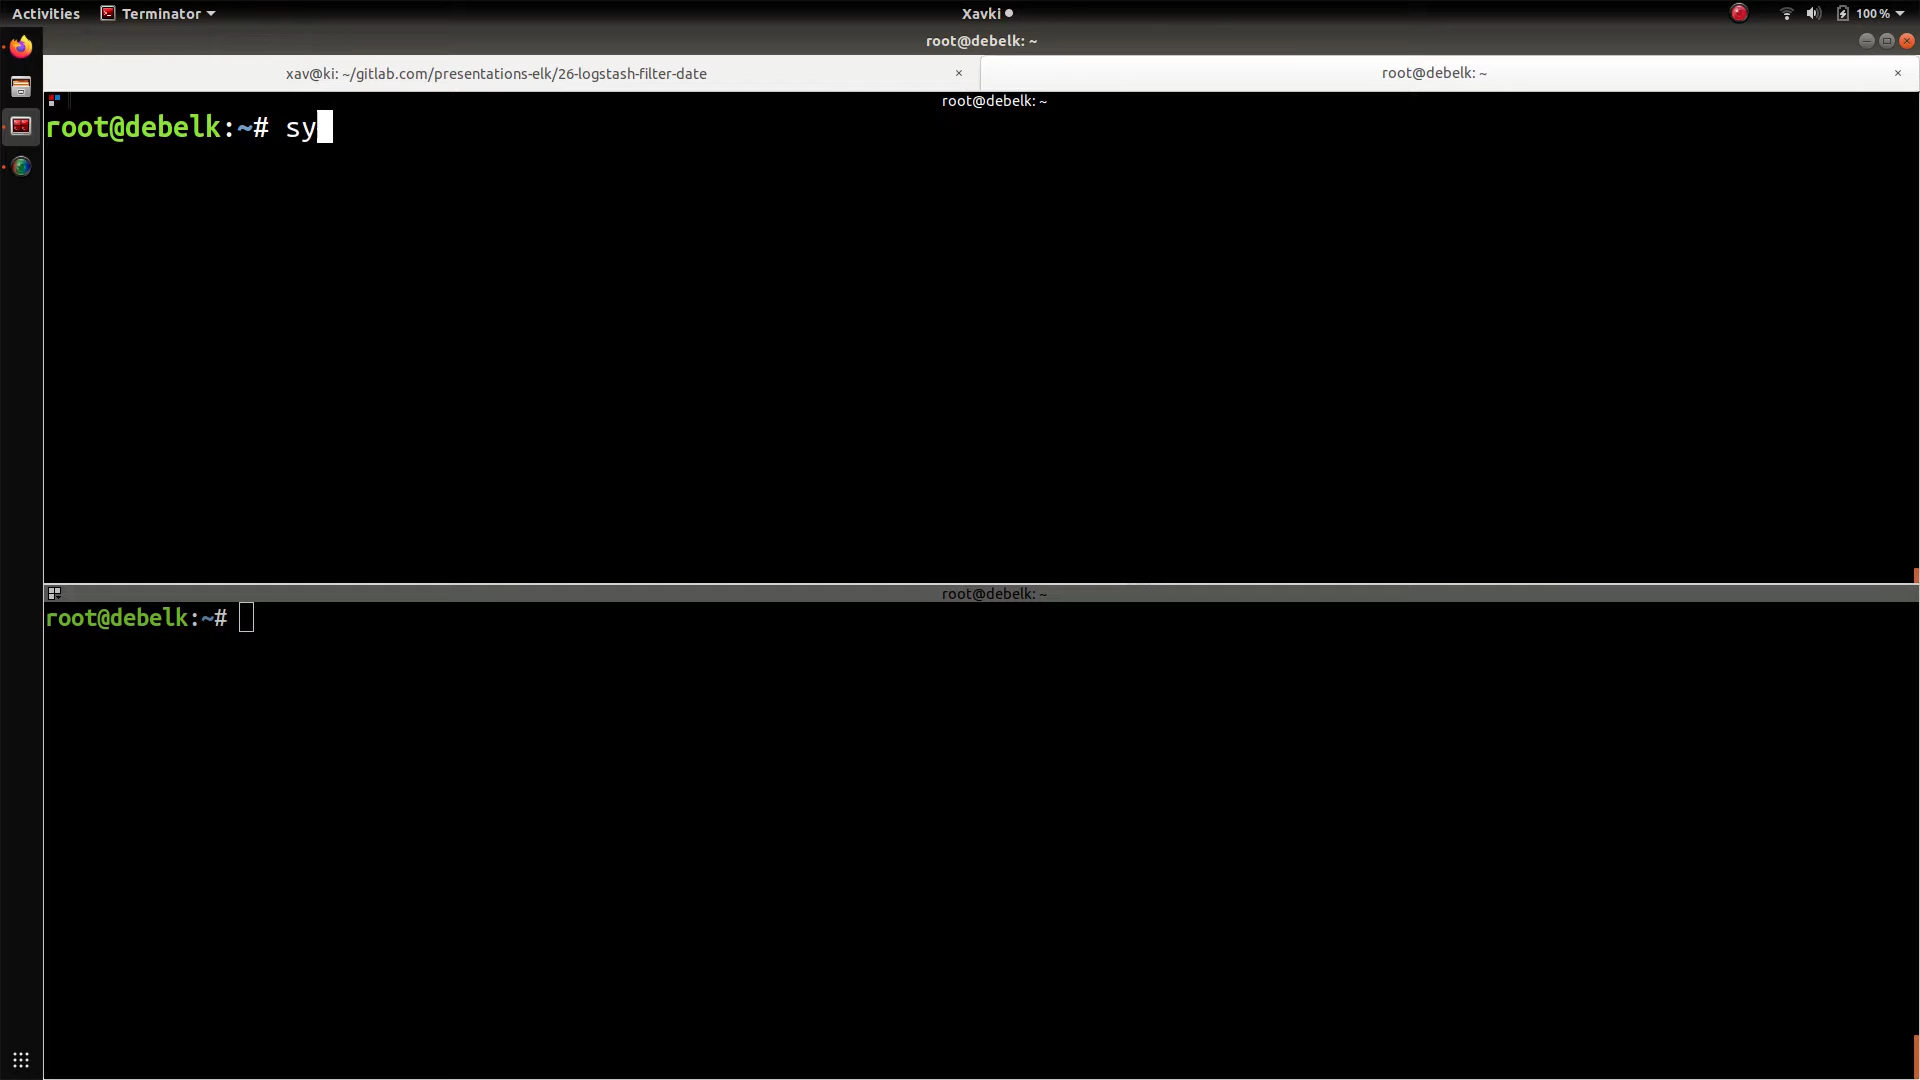 Activities Terminator Xavki 100 %
root@debelk: ~
xav@ki: ~/gitlab.com/presentations-elk/26-logstash-filter-date × root@debelk: ~ ×
root@debelk: ~
root@debelk:~# sy
root@debelk: ~
root@debelk:~#